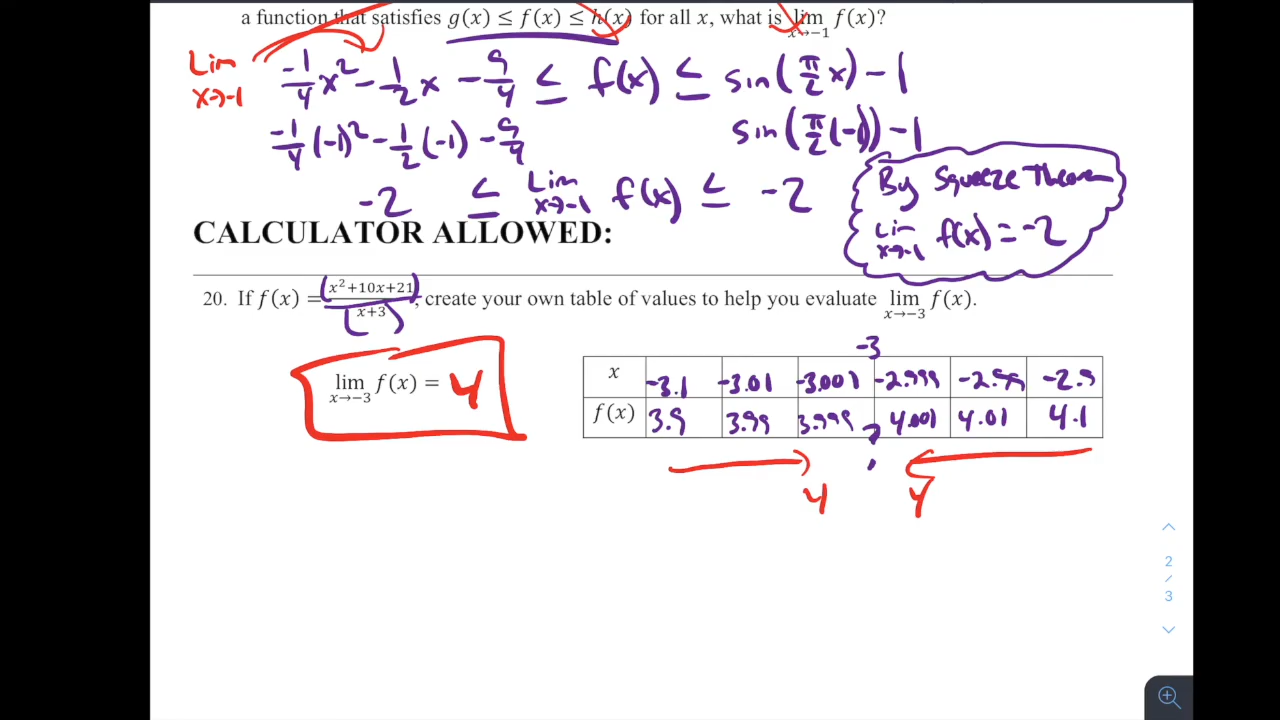 a function that satisfies g(x) ≤ f(x) ≤ h(x) for all x, what is lim x→−1 f(x)?
Lim x→-1 -1/4 x² - 1/2 x - 9/4 ≤ f(x) ≤ sin(π/2 x) - 1
-1/4 (-1)² - 1/2 (-1) - 9/4 sin(π/2 (-1)) - 1
-2 ≤ Lim x→-1 f(x) ≤ -2
By Squeeze Theorem
Lim x→-1 f(x) = -2
CALCULATOR ALLOWED:
20. If f(x) = (x²+10x+21)/(x+3), create your own table of values to help you evaluate lim x→−3 f(x).
-3
lim x→−3 f(x) = 4
x -3.1 -3.01 -3.001 -2.999 -2.99 -2.9
f(x) 3.9 3.99 3.999 ? 4.001 4.01 4.1
4 4
2
/
3